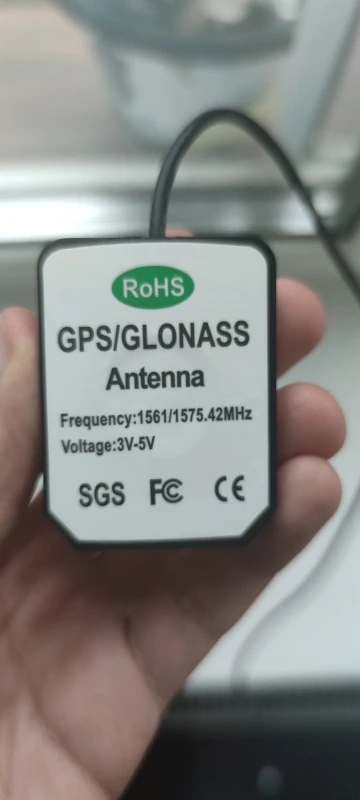 RoHS
GPS/GLONASS
Antenna
Frequency:1561/1575.42MHz
Voltage:3V-5V
SGS FC CE